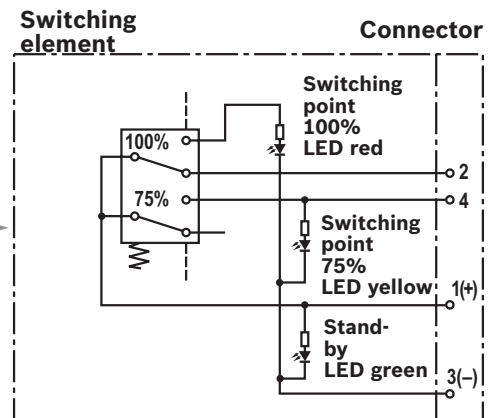 Switching
element
Connector
Switching
point
100%
LED red
100%
2
75%
4
Switching
point
75%
LED yellow
1(+)
Stand-
by
LED green
3(–)